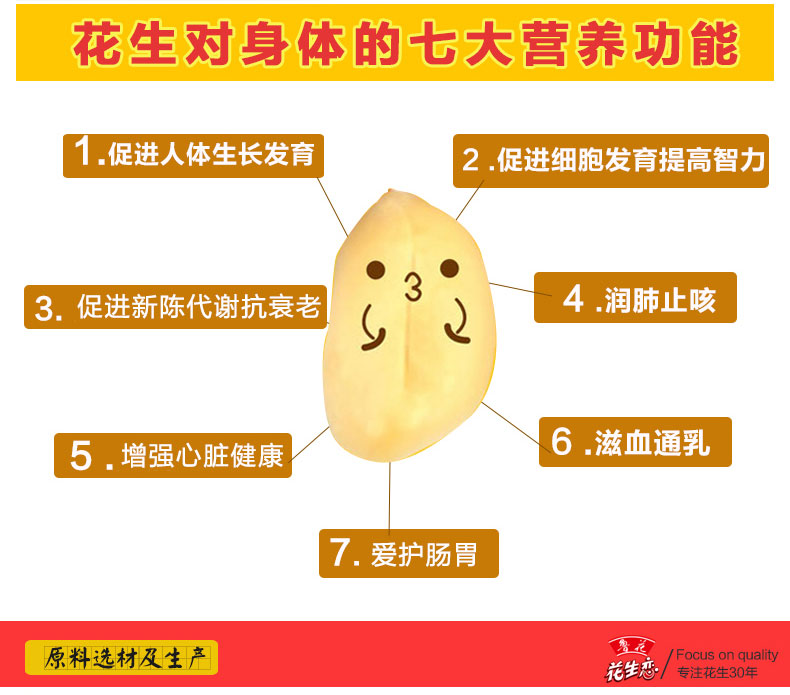 花生对身体的七大营养功能
1.促进人体生长发育
2.促进细胞发育提高智力
3.促进新陈代谢抗衰老
4.润肺止咳
5.增强心脏健康
6.滋血通乳
7.爱护肠胃
原料选材及生产
鲁花
花生恋
Focus on quality
专注花生30年